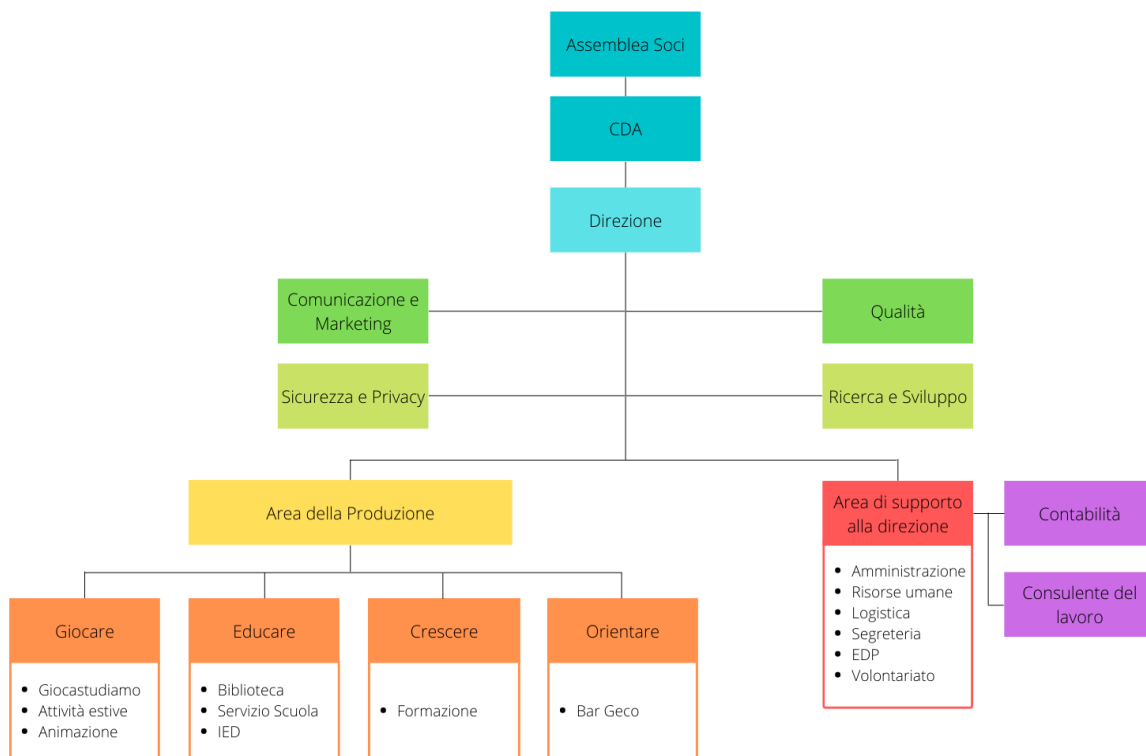 Assemblea Soci
CDA
Direzione
Comunicazione e
Marketing
Qualità
Sicurezza e Privacy
Ricerca e Sviluppo
Area della Produzione
Area di supporto
alla direzione
• Amministrazione
• Risorse umane
• Logistica
• Segreteria
• EDP
• Volontariato
Contabilità
Consulente del
lavoro
Giocare
• Giocastudiamo
• Attività estive
• Animazione
Educare
• Biblioteca
• Servizio Scuola
• IED
Crescere
• Formazione
Orientare
• Bar Geco